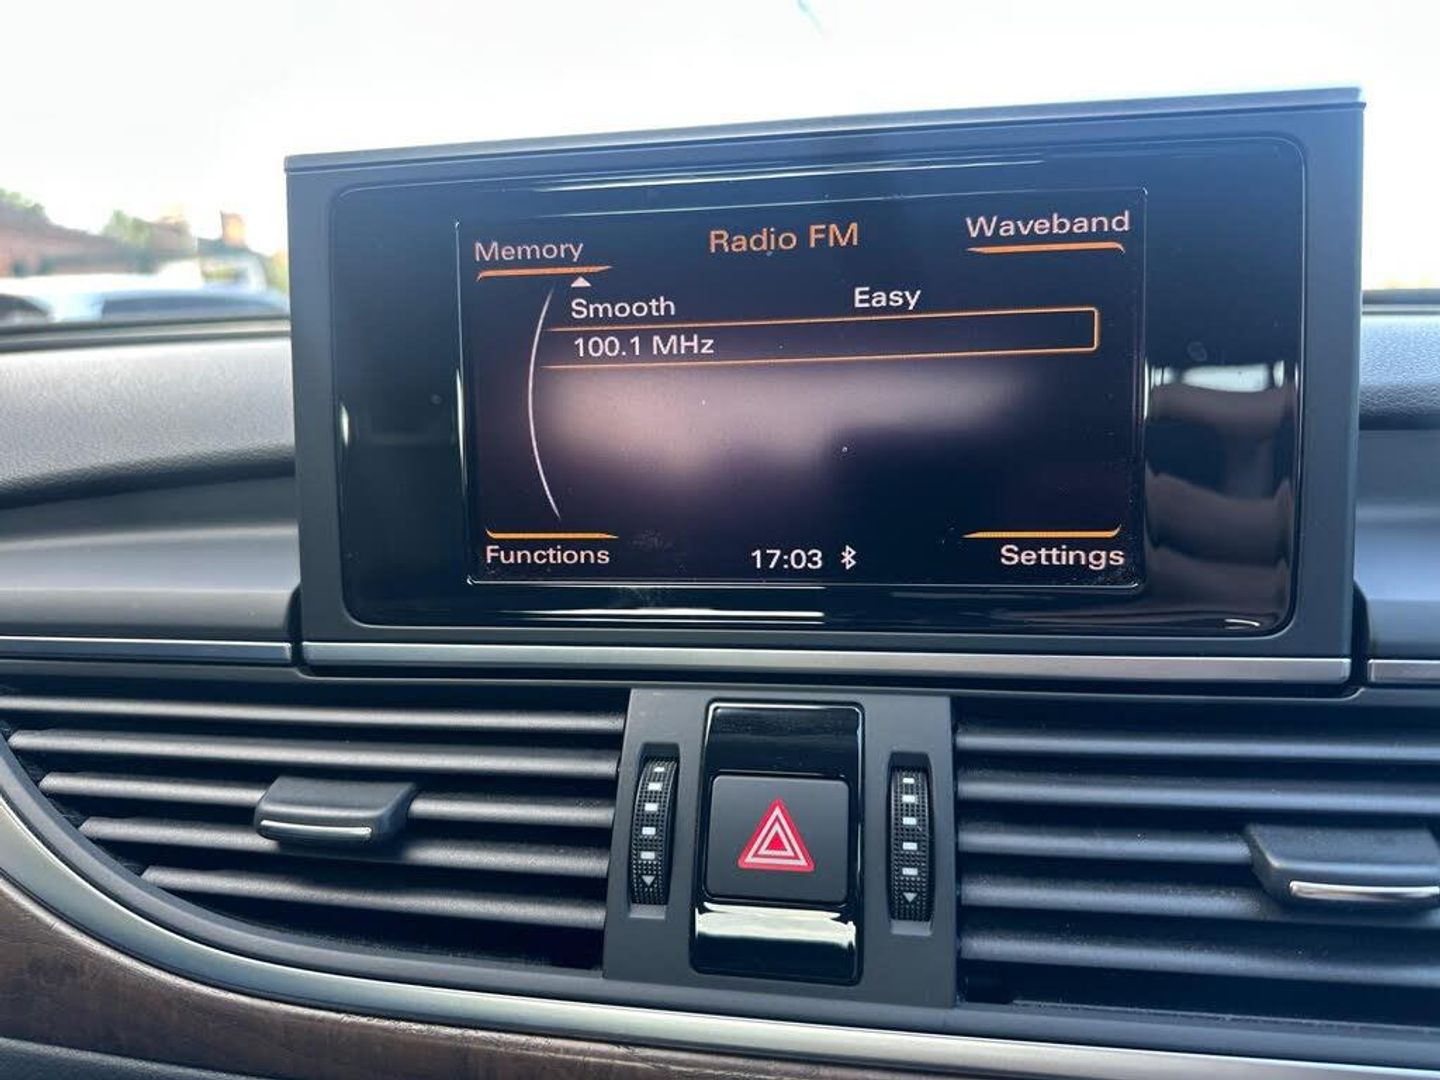 Memory
Radio FM
Waveband
Smooth Easy
100.1 MHz
Functions
17:03
Settings